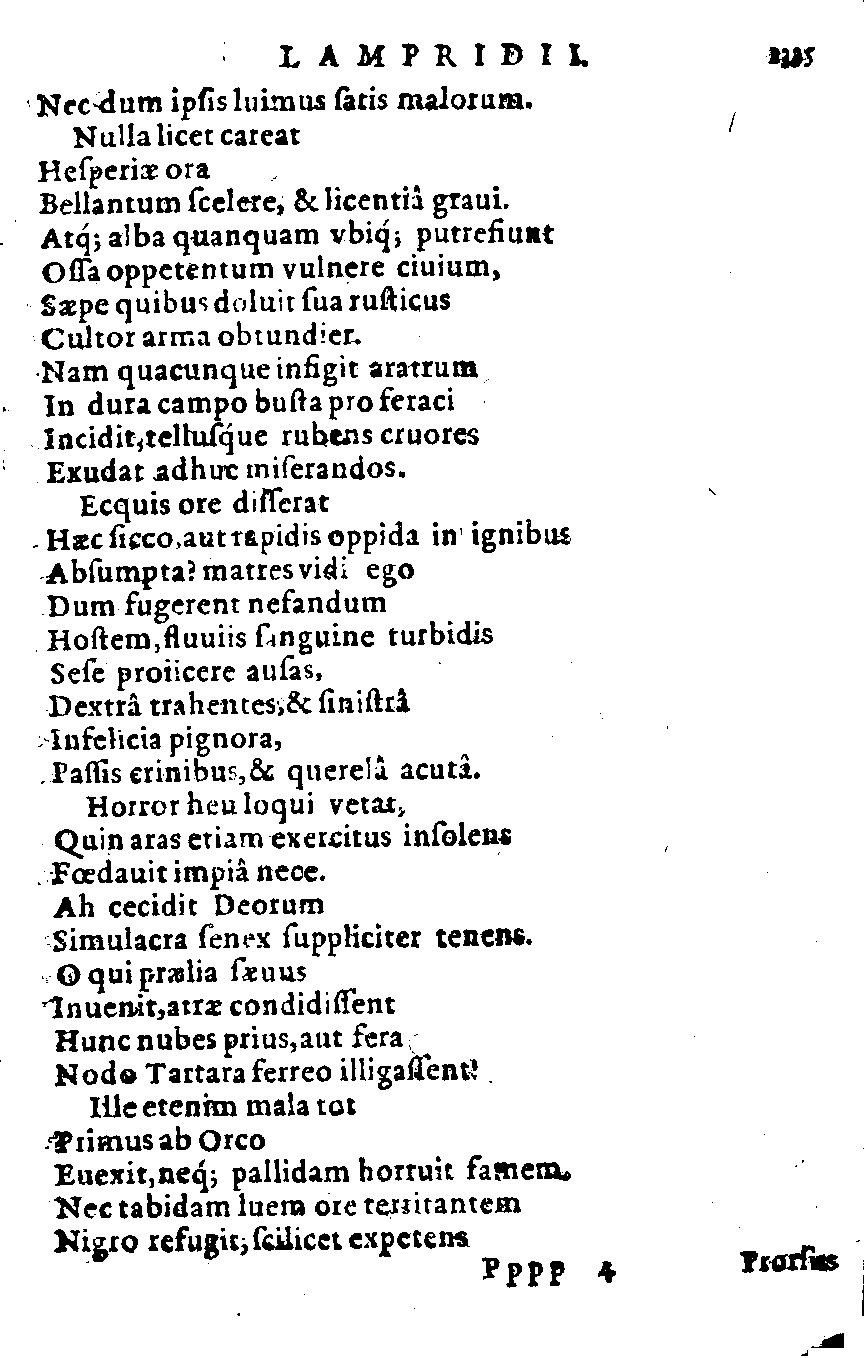 LAMPRIDII.
Nec dum ipſis luimus ſatis malorum.
Nulla licet careat
Heſperiæ ora
Bellantum ſcelere, & licentiâ graui.
Atq́; alba quanquam vbiq́; putrefiunt
Oſſa oppetentum vulnere ciuium,
Sæpe quibus doluit ſua ruſticus
Cultor arma obtundier.
Nam quacunque infigit aratrum
In dura campo buſta pro feraci
Incidit, telluſq́ue rubens cruores
Exudat adhuc miſerandos.
Ecquis ore diſſerat
Hæc ſicco, aut rapidis oppida in ignibus
Abſumpta? matres vidi ego
Dum fugerent nefandum
Hoſtem, fluuiis ſanguine turbidis
Seſe proiicere auſas,
Dextrâ trahentes, & ſiniſtrâ
Infelicia pignora,
Paſſis crinibus, & querelâ acutâ.
Horror heu loqui vetat,
Quin aras etiam exercitus inſolens
Fœdauit impiâ nece.
Ah cecidit Deorum
Simulacra ſenex ſuppliciter tenens.
O qui prælia ſæuus
Inuenit, atræ condidiſſent
Hunc nubes prius, aut fera
Nodo Tartara ferreo illigaſſent!
Ille etenim mala tot
Primus ab Orco
Euexit, neq́; pallidam horruit famem.
Nec tabidam luem ore territantem
Nigro refugit; ſcilicet expetens
Pppp 4 Prorſus